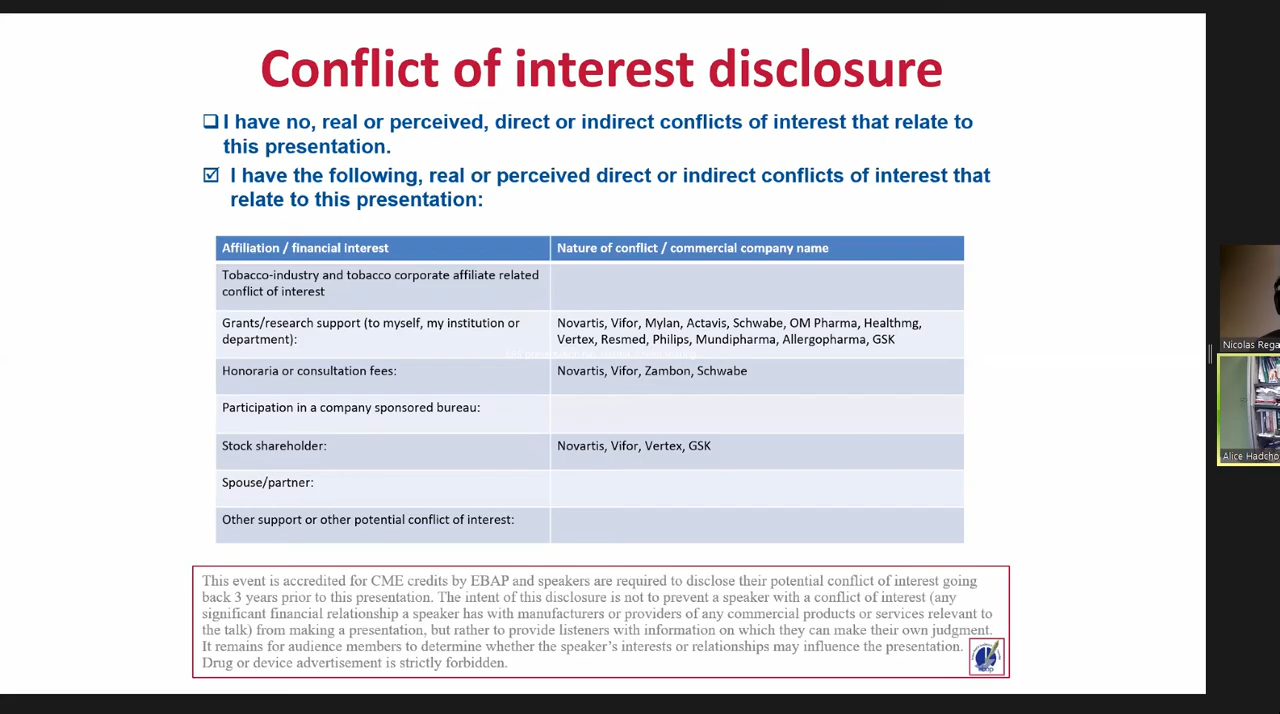 Conflict of interest disclosure
I have no, real or perceived, direct or indirect conflicts of interest that relate to
this presentation.
I have the following, real or perceived direct or indirect conflicts of interest that
relate to this presentation:
Affiliation / financial interest
Nature of conflict / commercial company name
Tobacco-industry and tobacco corporate affiliate related
conflict of interest
Grants/research support (to myself, my institution or
department):
Novartis, Vifor, Mylan, Actavis, Schwabe, OM Pharma, Healthmg,
Vertex, Resmed, Philips, Mundipharma, Allergopharma, GSK
Honoraria or consultation fees:
Novartis, Vifor, Zambon, Schwabe
Participation in a company sponsored bureau:
Stock shareholder:
Novartis, Vifor, Vertex, GSK
Spouse/partner:
Other support or other potential conflict of interest:
This event is accredited for CME credits by EBAP and speakers are required to disclose their potential conflict of interest going
back 3 years prior to this presentation. The intent of this disclosure is not to prevent a speaker with a conflict of interest (any
significant financial relationship a speaker has with manufacturers or providers of any commercial products or services relevant to
the talk) from making a presentation, but rather to provide listeners with information on which they can make their own judgment.
It remains for audience members to determine whether the speaker's interests or relationships may influence the presentation.
Drug or device advertisement is strictly forbidden.
Nicolas Rega
Alice Hadcho